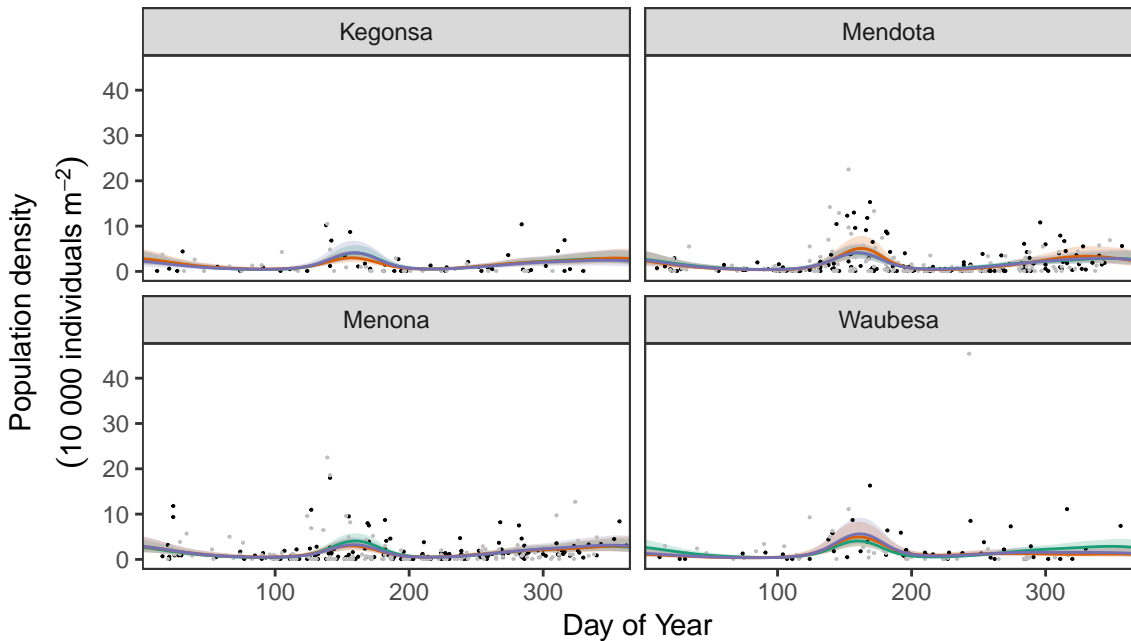 Kegonsa
Mendota
40
30
20
10
0
Menona
Waubesa
40
30
20
10
0
100
200
300
100
200
300
Day of Year
Population density
(10 000 individuals m⁻²)